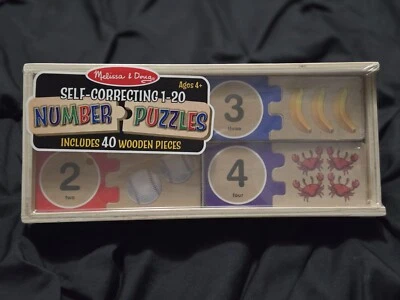 Melissa & Doug
Ages 4+
SELF-CORRECTING 1-20
NUMBER PUZZLES
INCLUDES 40 WOODEN PIECES
3
three
2
two
4
four